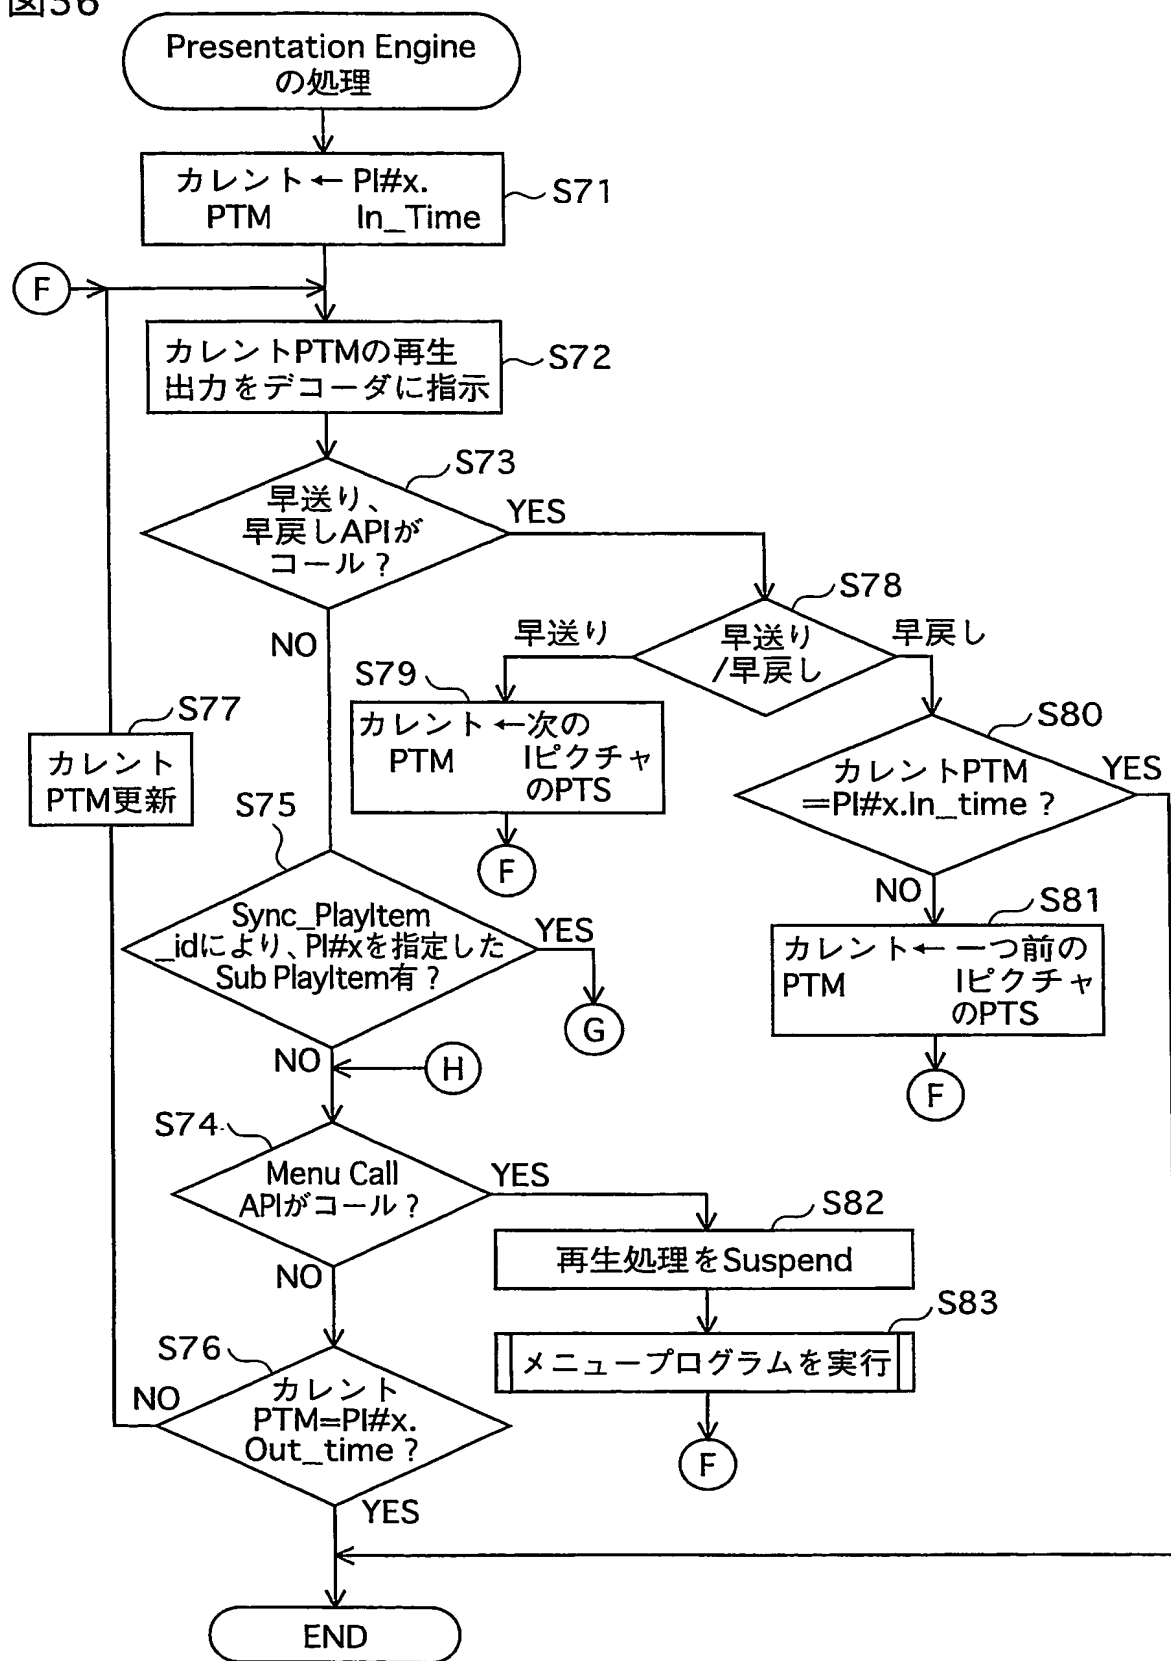 図36
Presentation Engine
の処理
カレント ← PI#x.
PTM In_Time
S71
F
カレントPTMの再生
出力をデコーダに指示
S72
S73
早送り、
早戻しAPIが
コール？
YES
NO
S78
早送り
/早戻し
早送り
早戻し
S79
カレント ←次の
PTM Iピクチャ
のPTS
F
S80
カレントPTM
=PI#x.In_time？
YES
NO
S81
カレント← 一つ前の
PTM Iピクチャ
のPTS
F
S77
カレント
PTM更新
S75
Sync_PlayItem
_idにより、PI#xを指定した
Sub PlayItem有？
YES
G
NO
H
S74
Menu Call
APIがコール？
YES
NO
S82
再生処理をSuspend
S83
メニュープログラムを実行
F
S76
カレント
PTM=PI#x.
Out_time？
NO
YES
END